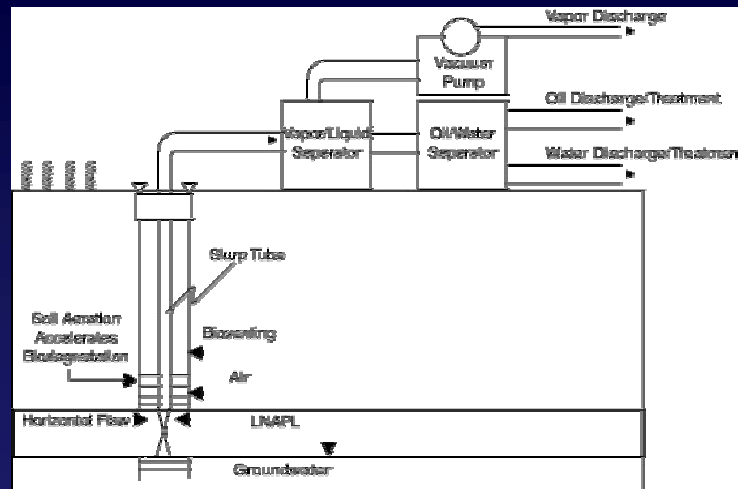 Vapor Discharge
Vacuum
Pump
Oil Discharge/Treatment
Vapor/Liquid
Seperator
Oil/Water
Seperator
Water Discharge/Treatment
Slurp Tube
Soil Aeration
Accelerates
Biodegradation
Bioventing
Air
Horizontal Flow
LNAPL
Groundwater